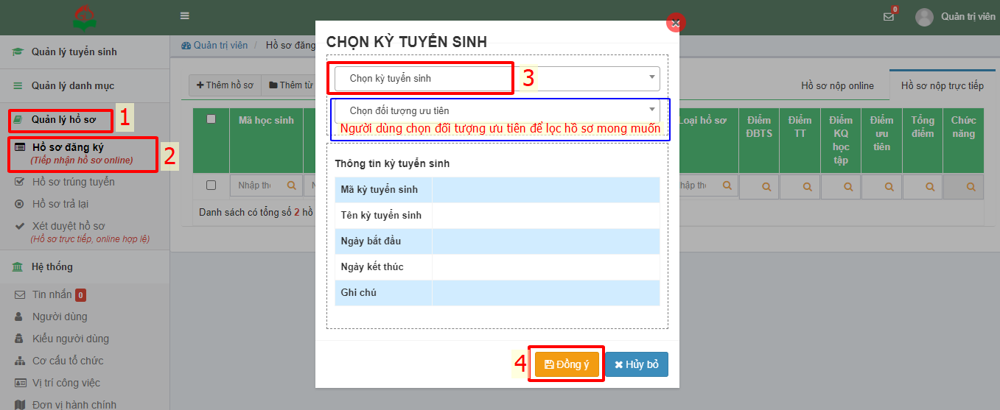 0
Quản trị viên
Quản lý tuyển sinh
Quản lý danh mục
Quản lý hồ sơ
1
Hồ sơ đăng ký
(Tiếp nhận hồ sơ online)
2
Hồ sơ trúng tuyển
Hồ sơ trả lại
Xét duyệt hồ sơ
(Hồ sơ trực tiếp, online hợp lệ)
Hệ thống
Tin nhắn 0
Người dùng
Kiểu người dùng
Cơ cấu tổ chức
Vị trí công việc
Đơn vị hành chính
Quản trị viên / Hồ sơ đăng
Thêm hồ sơ
Thêm từ
Hồ sơ nộp online
Hồ sơ nộp trực tiếp
Mã học sinh
Loại hồ sơ
Điểm ĐBTS
Điểm TT
Điểm KQ học tập
Điểm ưu tiên
Tổng điểm
Chức năng
Danh sách có tổng số 2 hồ
CHỌN KỲ TUYỂN SINH
Chọn kỳ tuyển sinh
3
Chọn đối tượng ưu tiên
Người dùng chọn đối tượng ưu tiên để lọc hồ sơ mong muốn
Thông tin kỳ tuyển sinh
Mã kỳ tuyển sinh
Tên kỳ tuyển sinh
Ngày bắt đầu
Ngày kết thúc
Ghi chú
4
Đồng ý
Hủy bỏ